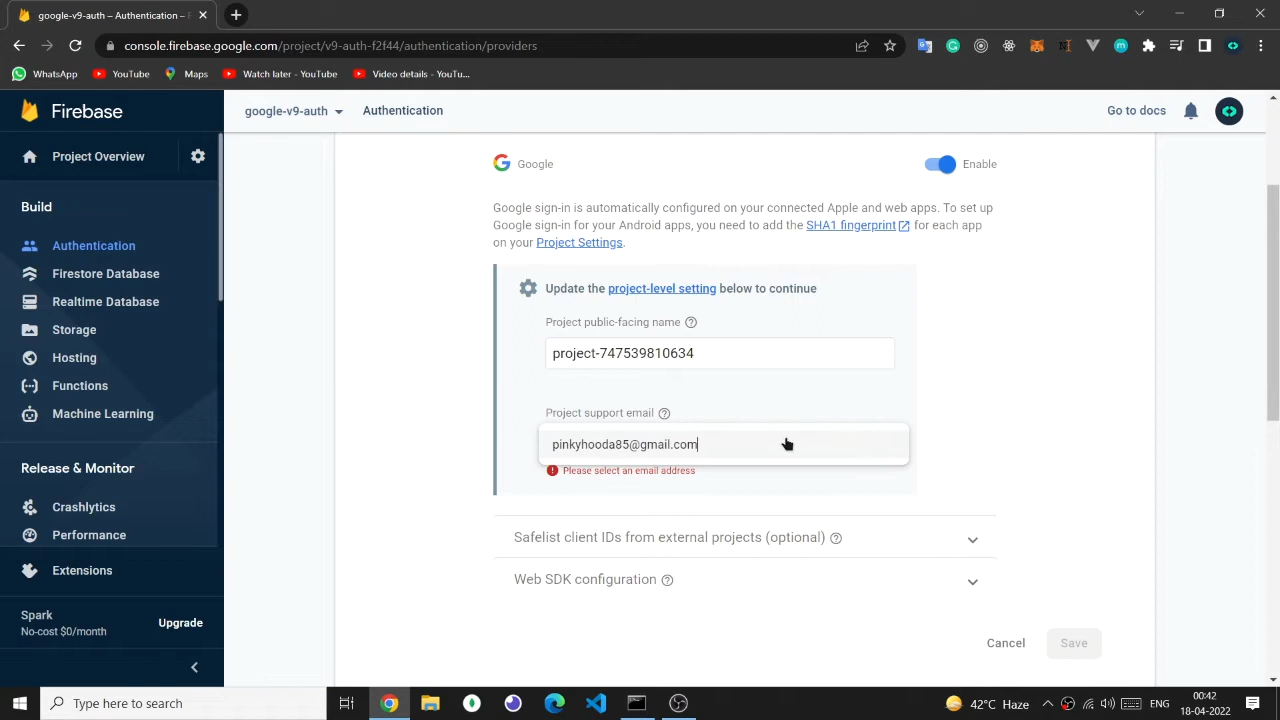 google-v9-auth - Authentication
console.firebase.google.com/project/v9-auth-f2f44/authentication/providers
WhatsApp
YouTube
Maps
Watch later - YouTube
Video details - YouTu...
Firebase
google-v9-auth
Authentication
Go to docs
Project Overview
Build
Authentication
Firestore Database
Realtime Database
Storage
Hosting
Functions
Machine Learning
Release & Monitor
Crashlytics
Performance
Extensions
Spark
No-cost $0/month
Upgrade
Google
Enable
Google sign-in is automatically configured on your connected Apple and web apps. To set up
Google sign-in for your Android apps, you need to add the SHA1 fingerprint for each app
on your Project Settings.
Update the project-level setting below to continue
Project public-facing name
project-747539810634
Project support email
pinkyhooda85@gmail.com
Please select an email address
Safelist client IDs from external projects (optional)
Web SDK configuration
Cancel
Save
Type here to search
42°C Haze
ENG
00:42
18-04-2022